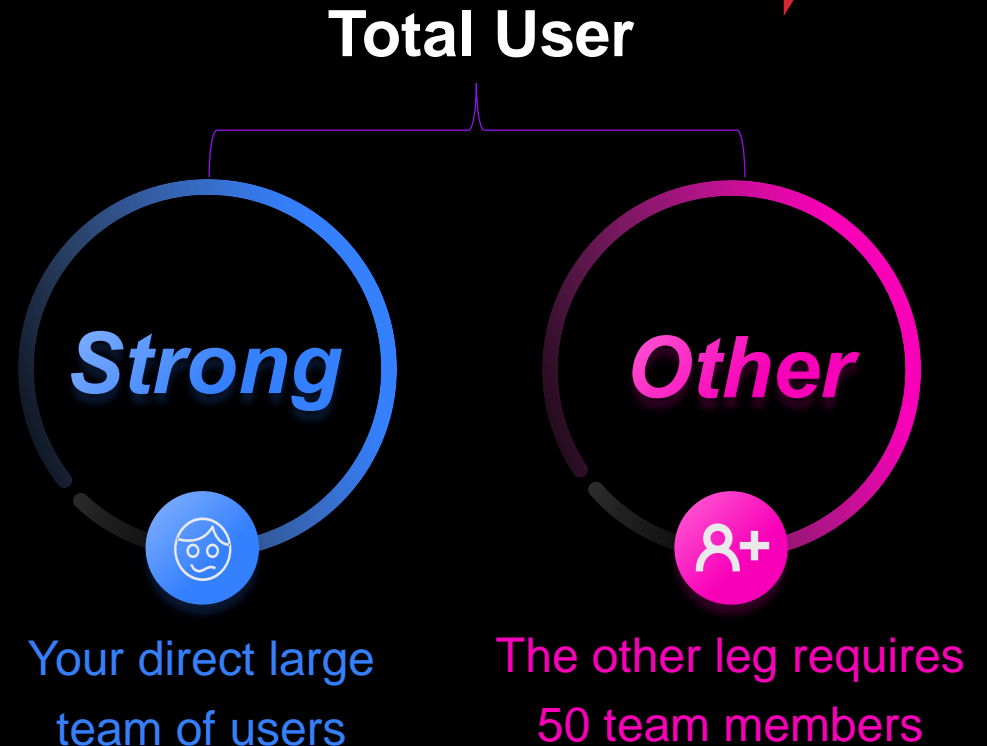 Total User
Strong
Other
Your direct large
team of users
The other leg requires
50 team members